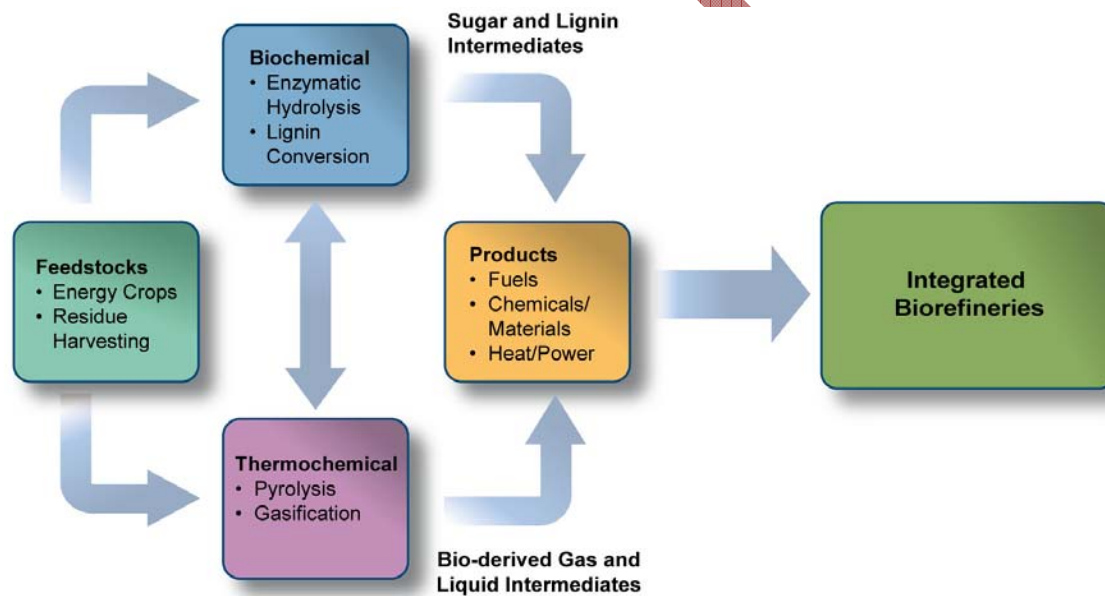 Sugar and Lignin
Intermediates
Biochemical
• Enzymatic
Hydrolysis
• Lignin
Conversion
Feedstocks
• Energy Crops
• Residue
Harvesting
Products
• Fuels
• Chemicals/
Materials
• Heat/Power
Integrated
Biorefineries
Thermochemical
• Pyrolysis
• Gasification
Bio-derived Gas and
Liquid Intermediates